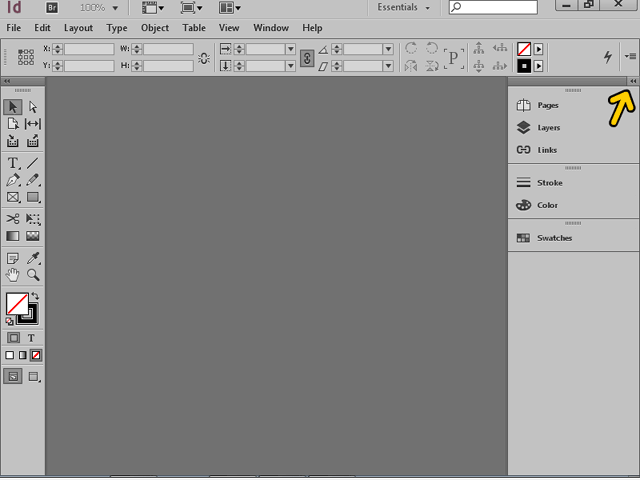 Id Br 100% Essentials
File Edit Layout Type Object Table View Window Help
X: W:
Y: H:
P
Pages
Layers
Links
Stroke
Color
Swatches
T
T